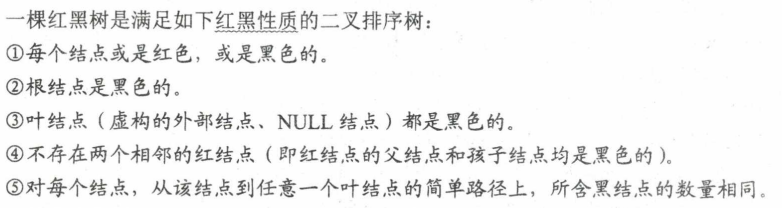 一棵红黑树是满足如下红黑性质的二叉排序树：
①每个结点或是红色，或是黑色的。
②根结点是黑色的。
③叶结点（虚构的外部结点、NULL 结点）都是黑色的。
④不存在两个相邻的红结点（即红结点的父结点和孩子结点均是黑色的）。
⑤对每个结点，从该结点到任意一个叶结点的简单路径上，所含黑结点的数量相同。